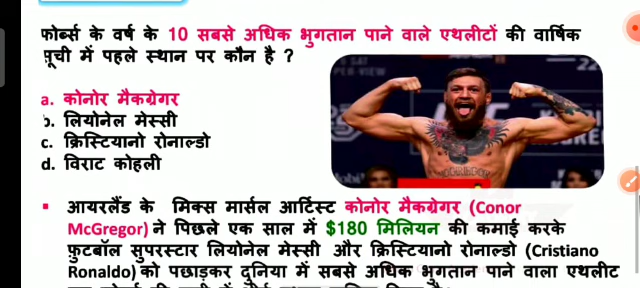 फोर्ब्स के वर्ष के 10 सबसे अधिक भुगतान पाने वाले एथलीटों की वार्षिक
सूची में पहले स्थान पर कौन है ?
a. कोनोर मैकग्रेगर
b. लियोनेल मेस्सी
c. क्रिस्टियानो रोनाल्डो
d. विराट कोहली
▪ आयरलैंड के मिक्स मार्सल आर्टिस्ट कोनोर मैकग्रेगर (Conor
McGregor) ने पिछले एक साल में $180 मिलियन की कमाई करके
फ़ुटबॉल सुपरस्टार लियोनेल मेस्सी और क्रिस्टियानो रोनाल्डो (Cristiano
Ronaldo) को पछाड़कर दुनिया में सबसे अधिक भुगतान पाने वाला एथलीट